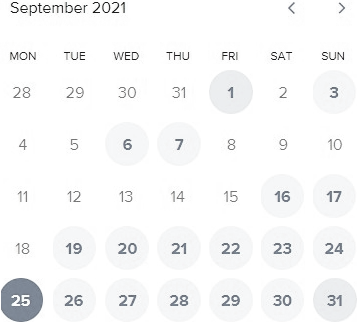 September 2021 < >
MON TUE WED THU FRI SAT SUN
28 29 30 31 1 2 3
4 5 6 7 8 9 10
11 12 13 14 15 16 17
18 19 20 21 22 23 24
25 26 27 28 29 30 31